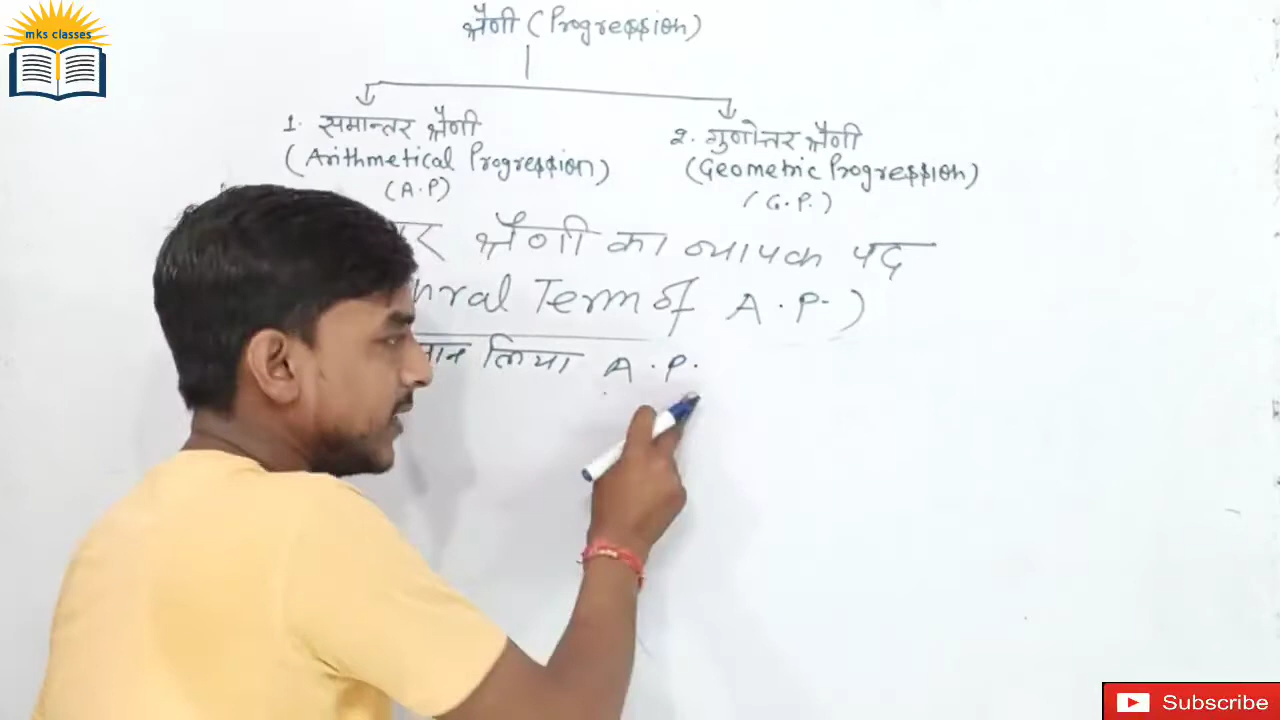 mks classes
श्रेणी (Progression)
1. समान्तर श्रेणी
(Arithmetical Progression)
(A.P)
2. गुणोत्तर श्रेणी
(Geometric Progression)
(G.P.)
श्रेणी का व्यापक पद
Term of A.P.)
मान लिया A.P.
Subscribe